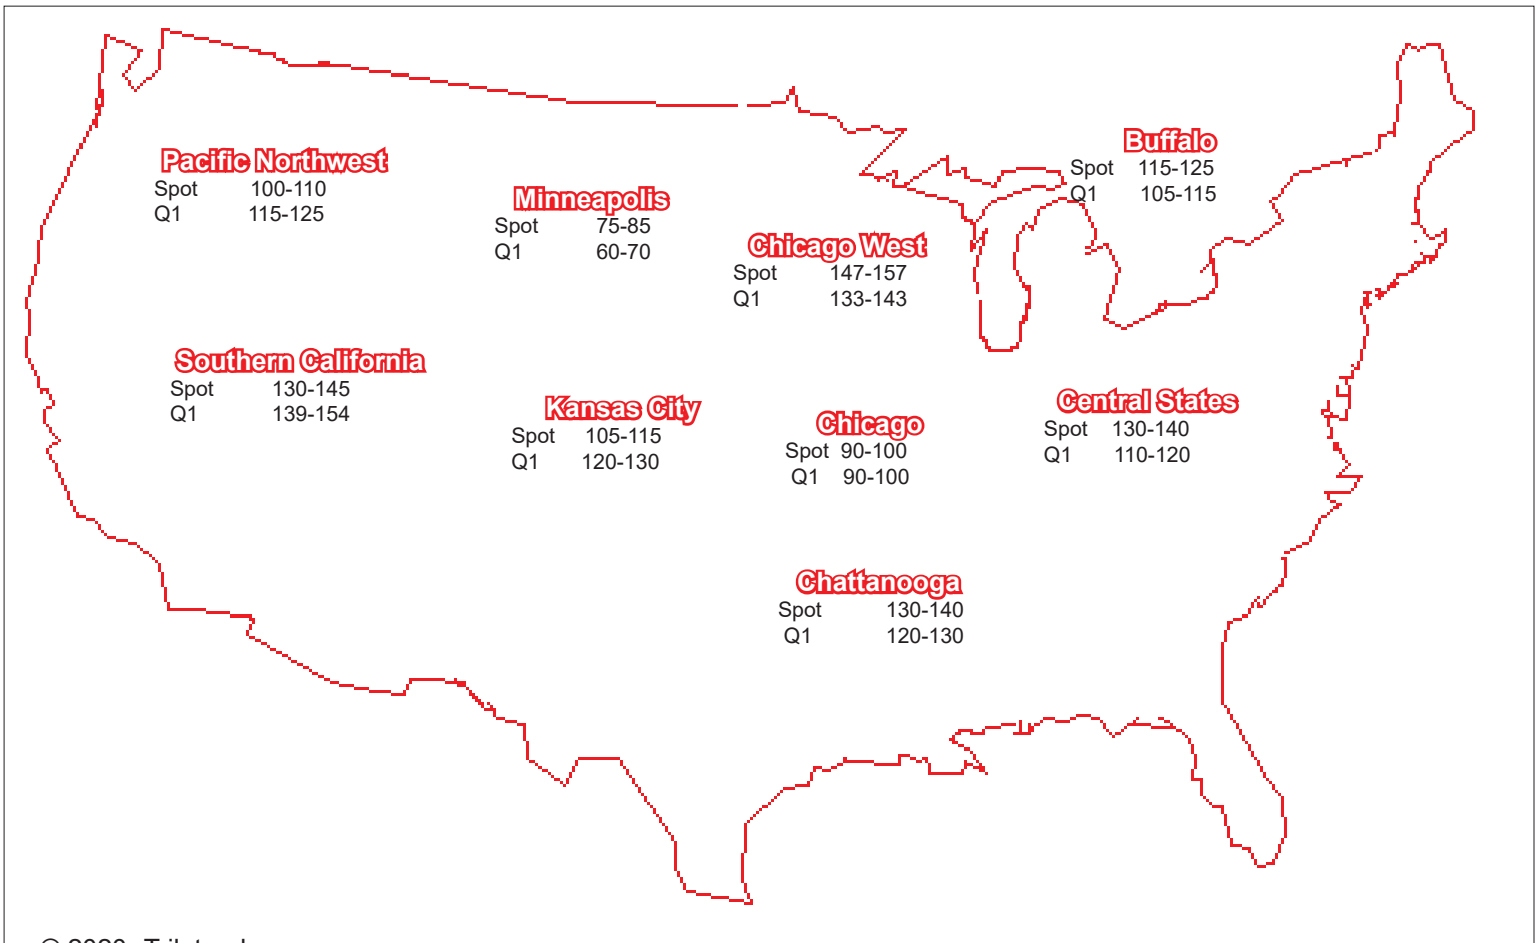 Pacific Northwest
Spot 100-110
Q1 115-125
Minneapolis
Spot 75-85
Q1 60-70
Chicago West
Spot 147-157
Q1 133-143
Buffalo
Spot 115-125
Q1 105-115
Southern California
Spot 130-145
Q1 139-154
Kansas City
Spot 105-115
Q1 120-130
Chicago
Spot 90-100
Q1 90-100
Central States
Spot 130-140
Q1 110-120
Chattanooga
Spot 130-140
Q1 120-130